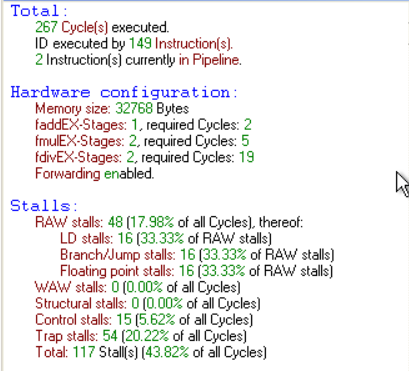 Total:
267 Cycle(s) executed.
ID executed by 149 Instruction(s).
2 Instruction(s) currently in Pipeline.
Hardware configuration:
Memory size: 32768 Bytes
faddEX-Stages: 1, required Cycles: 2
fmulEX-Stages: 2, required Cycles: 5
fdivEX-Stages: 2, required Cycles: 19
Forwarding enabled.
Stalls:
RAW stalls: 48 (17.98% of all Cycles), thereof:
LD stalls: 16 (33.33% of RAW stalls)
Branch/Jump stalls: 16 (33.33% of RAW stalls)
Floating point stalls: 16 (33.33% of RAW stalls)
WAW stalls: 0 (0.00% of all Cycles)
Structural stalls: 0 (0.00% of all Cycles)
Control stalls: 15 (5.62% of all Cycles)
Trap stalls: 54 (20.22% of all Cycles)
Total: 117 Stall(s) (43.82% of all Cycles)